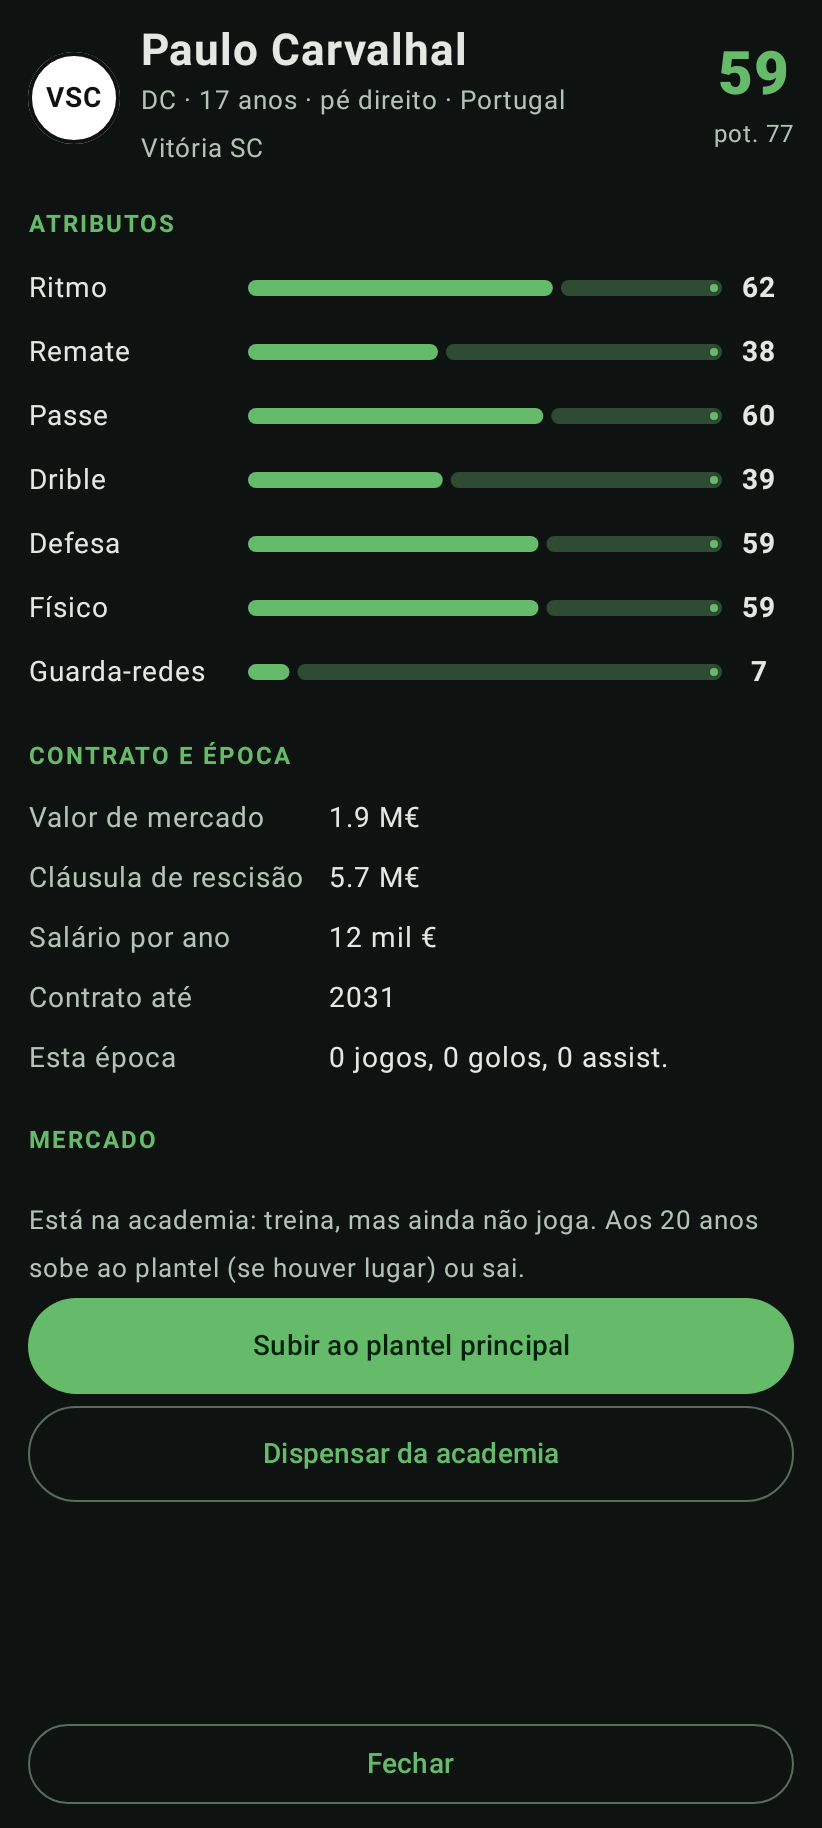 VSC
Paulo Carvalhal
DC · 17 anos · pé direito · Portugal
Vitória SC
59
pot. 77
ATRIBUTOS
Ritmo 62
Remate 38
Passe 60
Drible 39
Defesa 59
Físico 59
Guarda-redes 7
CONTRATO E ÉPOCA
Valor de mercado 1.9 M€
Cláusula de rescisão 5.7 M€
Salário por ano 12 mil €
Contrato até 2031
Esta época 0 jogos, 0 golos, 0 assist.
MERCADO
Está na academia: treina, mas ainda não joga. Aos 20 anos
sobe ao plantel (se houver lugar) ou sai.
Subir ao plantel principal
Dispensar da academia
Fechar